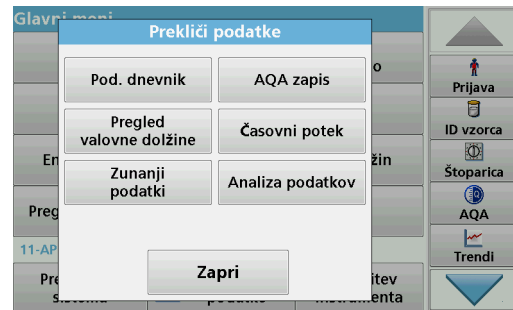 Glavni meni
Prekliči podatke
Pod. dnevnik
AQA zapis
Pregled
valovne dolžine
Časovni potek
Zunanji
podatki
Analiza podatkov
Zapri
11-AP
Prijava
ID vzorca
Štoparica
AQA
Trendi